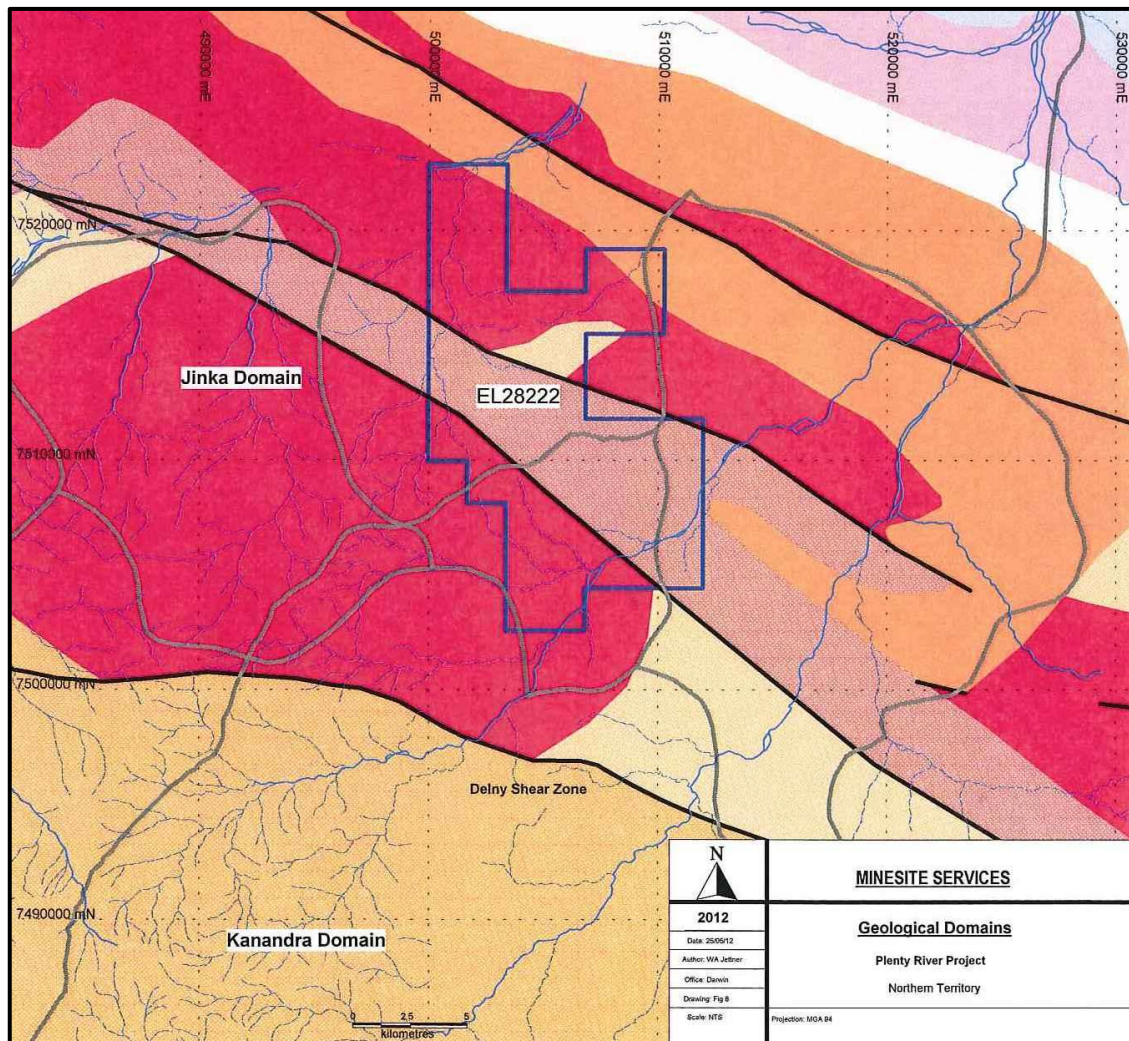 490000 mE
500000 mE
510000 mE
520000 mE
530000 mE
7520000 mN
Jinka Domain
EL28222
7510000 mN
7500000 mN
Delny Shear Zone
7490000 mN
Kanandra Domain
0 2.5 5
kilometres
N
2012
Date: 25/05/12
Author: WA Jettner
Office: Darwin
Drawing: Fig 8
Scale: NTS
MINESITE SERVICES
Geological Domains
Plenty River Project
Northern Territory
Projection: MGA 94